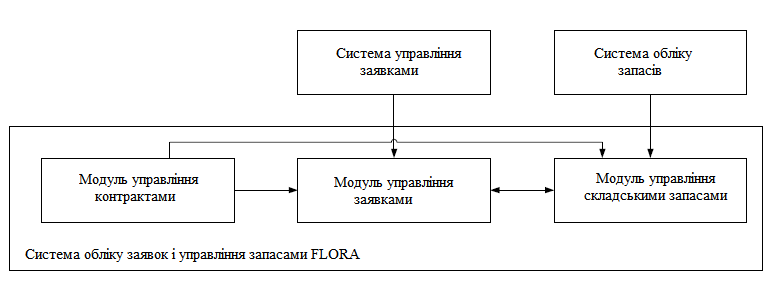 Система управління
заявками
Система обліку
запасів
Модуль управління
контрактами
Модуль управління
заявками
Модуль управління
складськими запасами
Система обліку заявок і управління запасами FLORA